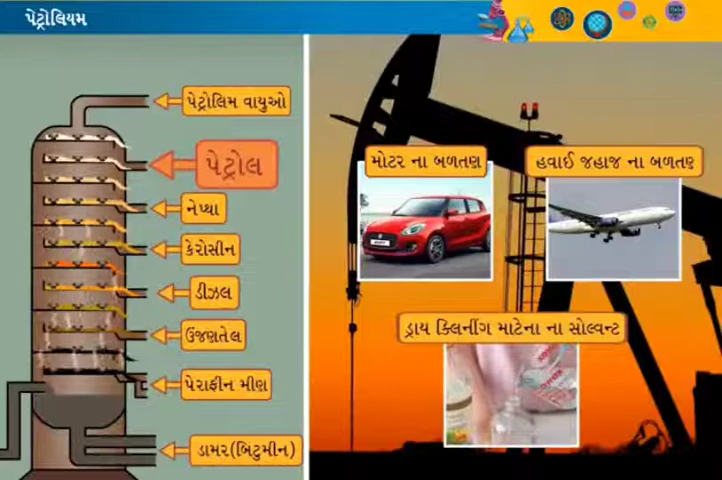 પેટ્રોલિયમ
પેટ્રોલિમ વાયુઓ
પેટ્રોલ
નેપ્થા
કેરોસીન
ડીઝલ
ઉંજણતેલ
પેરાફીન મીણ
ડામર(બિટુમીન)
મોટર ના બળતણ
હવાઈ જહાજ ના બળતણ
ડ્રાય ક્લિનીંગ માટેના ના સોલ્વન્ટ